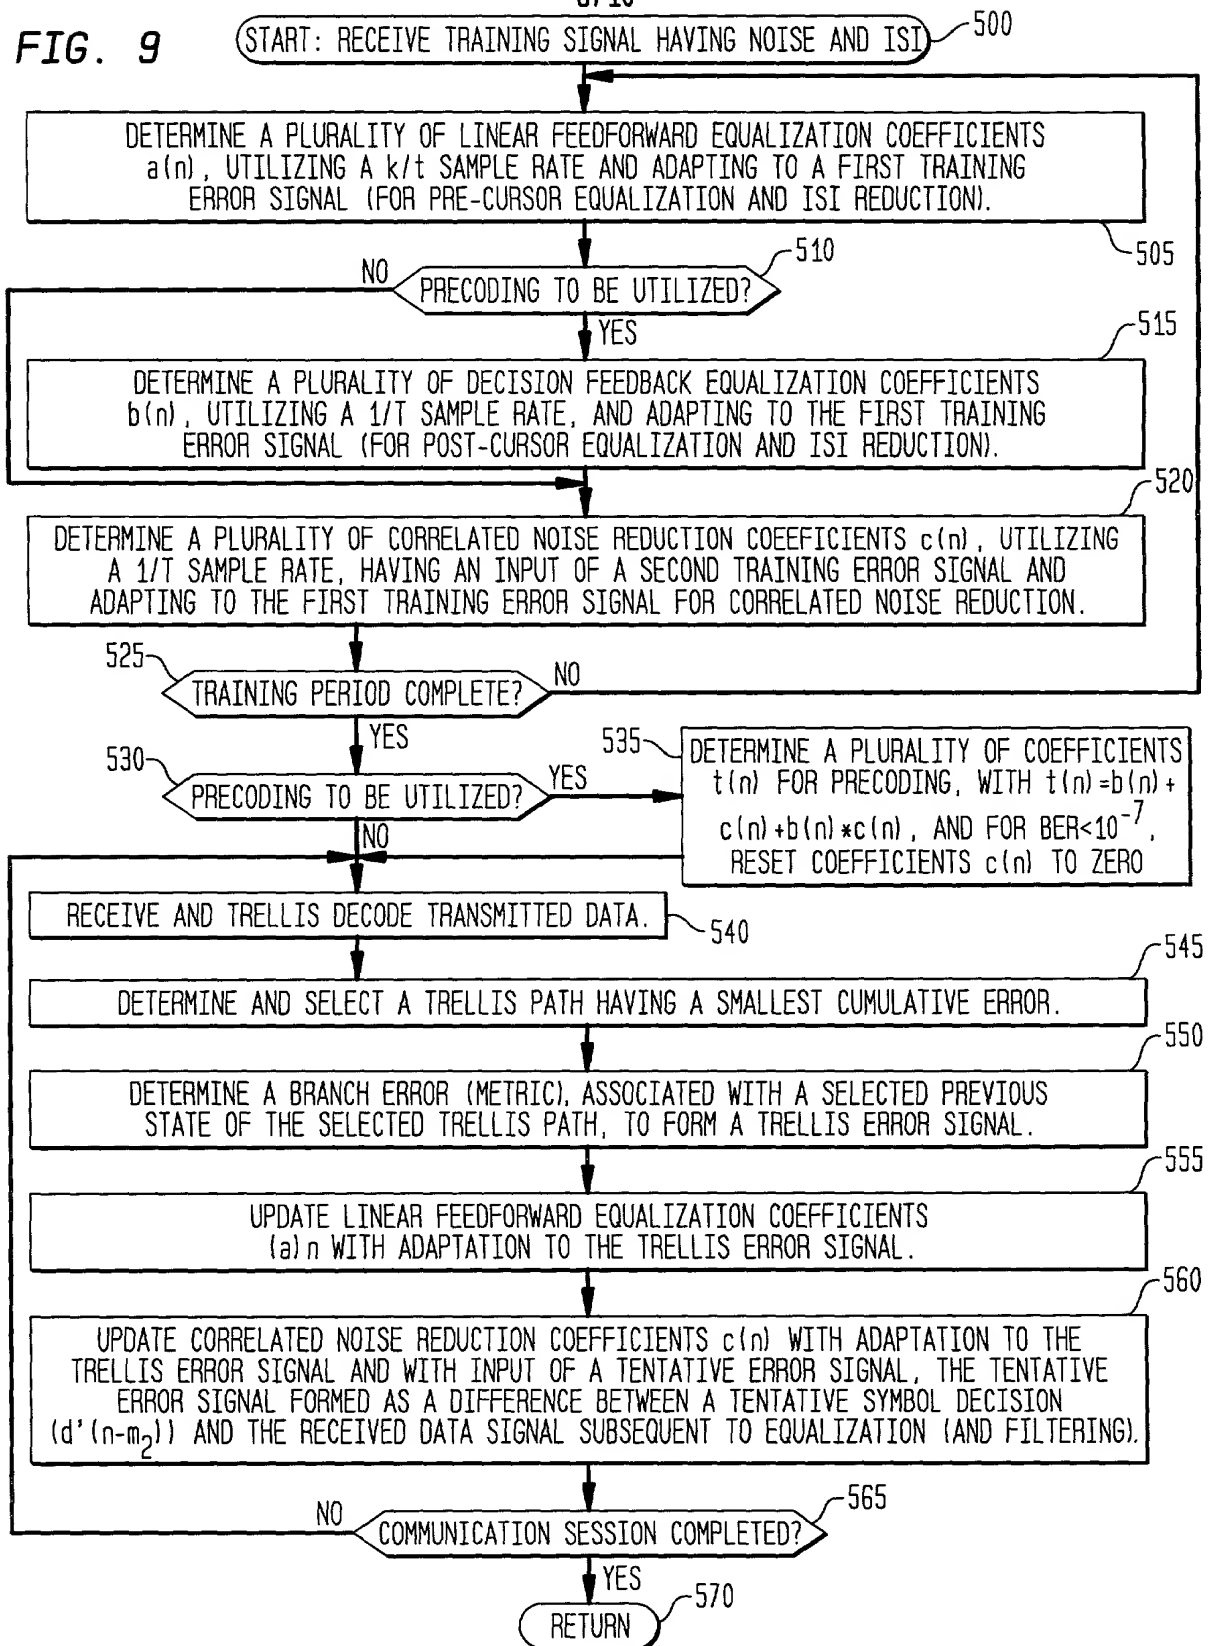 FIG. 9
START: RECEIVE TRAINING SIGNAL HAVING NOISE AND ISI
500
DETERMINE A PLURALITY OF LINEAR FEEDFORWARD EQUALIZATION COEFFICIENTS
a(n), UTILIZING A k/t SAMPLE RATE AND ADAPTING TO A FIRST TRAINING
ERROR SIGNAL (FOR PRE-CURSOR EQUALIZATION AND ISI REDUCTION).
505
510
NO
PRECODING TO BE UTILIZED?
YES
515
DETERMINE A PLURALITY OF DECISION FEEDBACK EQUALIZATION COEFFICIENTS
b(n), UTILIZING A 1/T SAMPLE RATE, AND ADAPTING TO THE FIRST TRAINING
ERROR SIGNAL (FOR POST-CURSOR EQUALIZATION AND ISI REDUCTION).
520
DETERMINE A PLURALITY OF CORRELATED NOISE REDUCTION COEEFICIENTS c(n), UTILIZING
A 1/T SAMPLE RATE, HAVING AN INPUT OF A SECOND TRAINING ERROR SIGNAL AND
ADAPTING TO THE FIRST TRAINING ERROR SIGNAL FOR CORRELATED NOISE REDUCTION.
525
TRAINING PERIOD COMPLETE?
NO
YES
530
PRECODING TO BE UTILIZED?
YES
NO
535
DETERMINE A PLURALITY OF COEFFICIENTS
t(n) FOR PRECODING, WITH t(n)=b(n)+
c(n)+b(n)*c(n), AND FOR BER<10⁻⁷,
RESET COEFFICIENTS c(n) TO ZERO
RECEIVE AND TRELLIS DECODE TRANSMITTED DATA.
540
545
DETERMINE AND SELECT A TRELLIS PATH HAVING A SMALLEST CUMULATIVE ERROR.
550
DETERMINE A BRANCH ERROR (METRIC), ASSOCIATED WITH A SELECTED PREVIOUS
STATE OF THE SELECTED TRELLIS PATH, TO FORM A TRELLIS ERROR SIGNAL.
555
UPDATE LINEAR FEEDFORWARD EQUALIZATION COEFFICIENTS
(a)n WITH ADAPTATION TO THE TRELLIS ERROR SIGNAL.
560
UPDATE CORRELATED NOISE REDUCTION COEFFICIENTS c(n) WITH ADAPTATION TO THE
TRELLIS ERROR SIGNAL AND WITH INPUT OF A TENTATIVE ERROR SIGNAL, THE TENTATIVE
ERROR SIGNAL FORMED AS A DIFFERENCE BETWEEN A TENTATIVE SYMBOL DECISION
(d'(n-m₂)) AND THE RECEIVED DATA SIGNAL SUBSEQUENT TO EQUALIZATION (AND FILTERING).
565
NO
COMMUNICATION SESSION COMPLETED?
YES
570
RETURN